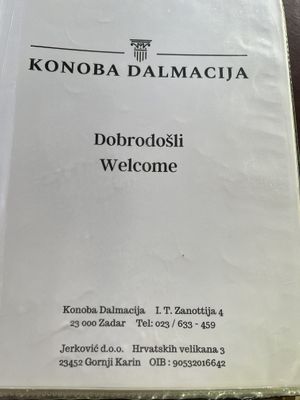 KONOBA DALMACIJA
Dobrodošli
Welcome
Konoba Dalmacija I. T. Zanottija 4
23 000 Zadar Tel: 023 / 633 - 459
Jerković d.o.o. Hrvatskih velikana 3
23452 Gornji Karin OIB : 90532016642